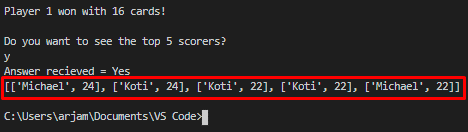 Player 1 won with 16 cards!
Do you want to see the top 5 scorers?
y
Answer recieved = Yes
[['Michael', 24], ['Koti', 24], ['Koti', 22], ['Koti', 22], ['Michael', 22]]
C:\Users\arjam\Documents\VS Code>